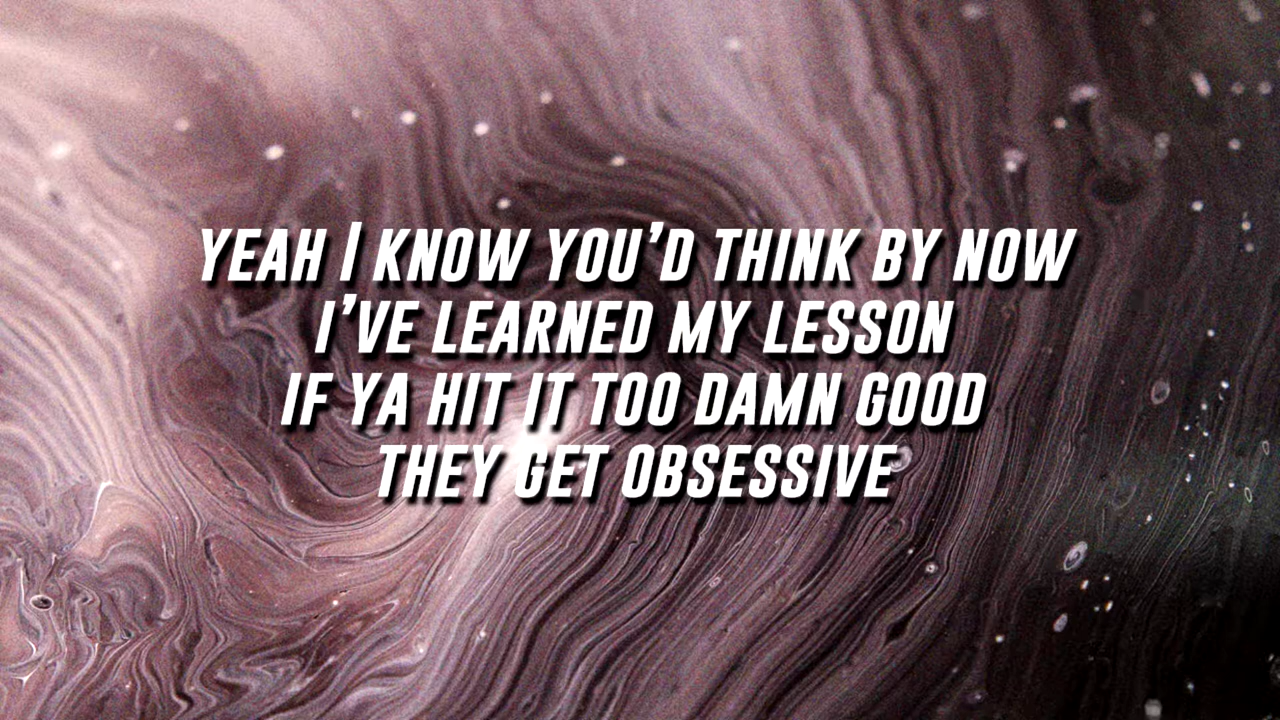 YEAH I KNOW YOU'D THINK BY NOW
I'VE LEARNED MY LESSON
IF YA HIT IT TOO DAMN GOOD
THEY GET OBSESSIVE